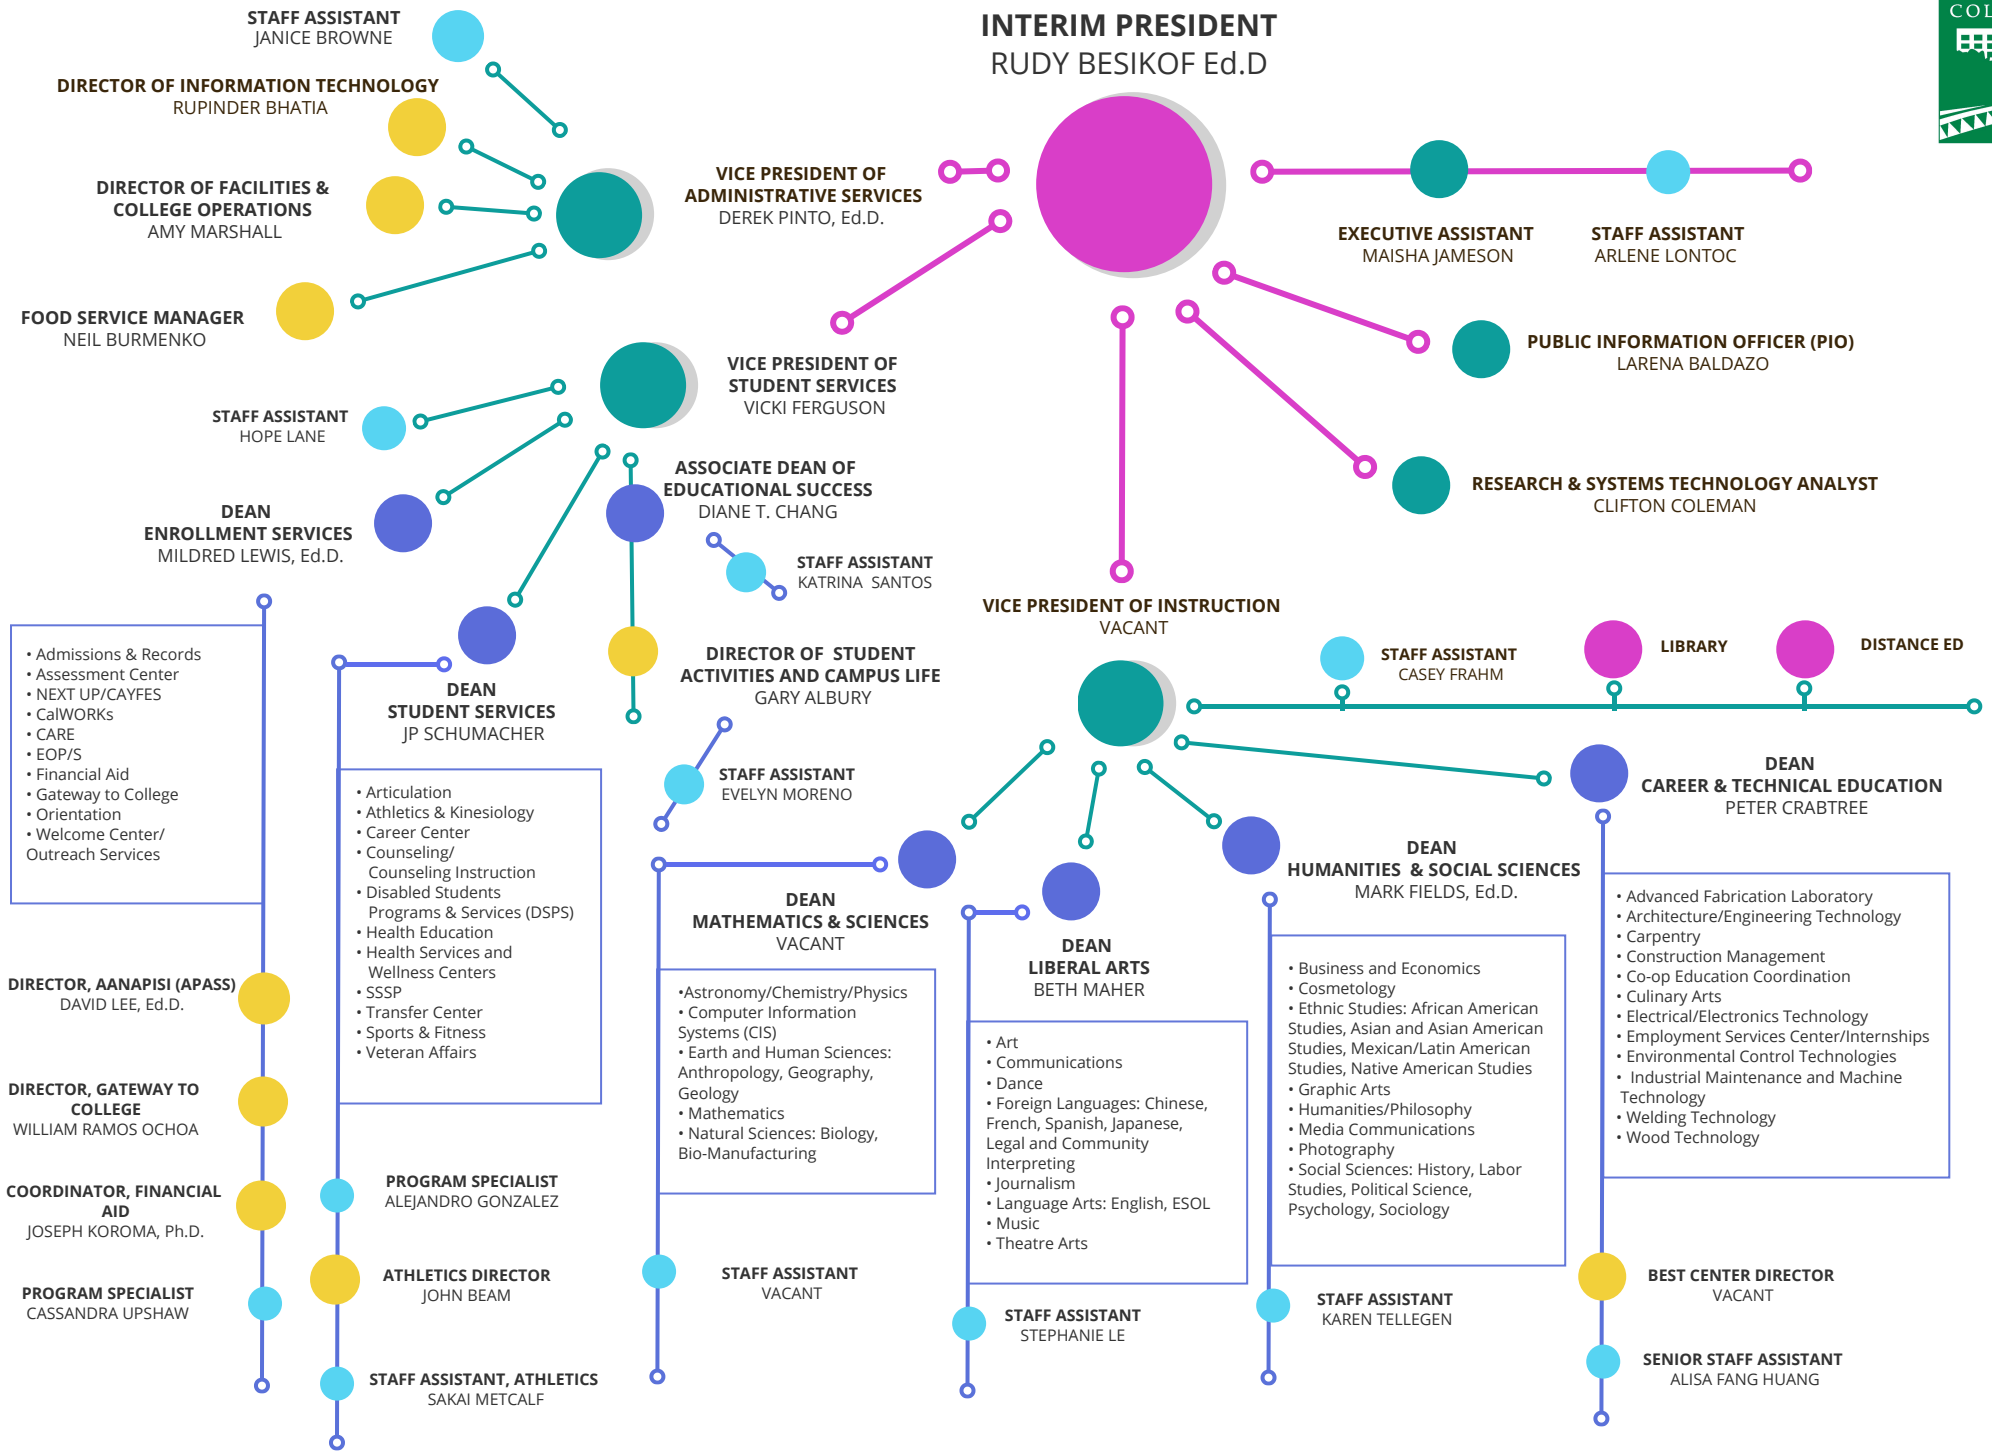 STAFF ASSISTANT
JANICE BROWNE
DIRECTOR OF INFORMATION TECHNOLOGY
RUPINDER BHATIA
DIRECTOR OF FACILITIES &
COLLEGE OPERATIONS
AMY MARSHALL
FOOD SERVICE MANAGER
NEIL BURMENKO
INTERIM PRESIDENT
RUDY BESIKOF Ed.D
COL
VICE PRESIDENT OF
ADMINISTRATIVE SERVICES
DEREK PINTO, Ed.D.
EXECUTIVE ASSISTANT
MAISHA JAMESON
STAFF ASSISTANT
ARLENE LONTOC
PUBLIC INFORMATION OFFICER (PIO)
LARENA BALDAZO
RESEARCH & SYSTEMS TECHNOLOGY ANALYST
CLIFTON COLEMAN
VICE PRESIDENT OF
STUDENT SERVICES
VICKI FERGUSON
STAFF ASSISTANT
HOPE LANE
DEAN
ENROLLMENT SERVICES
MILDRED LEWIS, Ed.D.
ASSOCIATE DEAN OF
EDUCATIONAL SUCCESS
DIANE T. CHANG
STAFF ASSISTANT
KATRINA  SANTOS
DIRECTOR OF  STUDENT
ACTIVITIES AND CAMPUS LIFE
GARY ALBURY
STAFF ASSISTANT
EVELYN MORENO
• Admissions & Records
• Assessment Center
• NEXT UP/CAYFES
• CalWORKs
• CARE
• EOP/S
• Financial Aid
• Gateway to College
• Orientation
• Welcome Center/
Outreach Services
DIRECTOR, AANAPISI (APASS)
DAVID LEE, Ed.D.
DIRECTOR, GATEWAY TO
COLLEGE
WILLIAM RAMOS OCHOA
COORDINATOR, FINANCIAL
AID
JOSEPH KOROMA, Ph.D.
PROGRAM SPECIALIST
CASSANDRA UPSHAW
DEAN
STUDENT SERVICES
JP SCHUMACHER
• Articulation
• Athletics & Kinesiology
• Career Center
• Counseling/
Counseling Instruction
• Disabled Students
Programs & Services (DSPS)
• Health Education
• Health Services and
Wellness Centers
• SSSP
• Transfer Center
• Sports & Fitness
• Veteran Affairs
PROGRAM SPECIALIST
ALEJANDRO GONZALEZ
ATHLETICS DIRECTOR
JOHN BEAM
STAFF ASSISTANT, ATHLETICS
SAKAI METCALF
VICE PRESIDENT OF INSTRUCTION
VACANT
STAFF ASSISTANT
CASEY FRAHM
LIBRARY
DISTANCE ED
DEAN
MATHEMATICS & SCIENCES
VACANT
•Astronomy/Chemistry/Physics
• Computer Information
Systems (CIS)
• Earth and Human Sciences:
Anthropology, Geography,
Geology
• Mathematics
• Natural Sciences: Biology,
Bio-Manufacturing
STAFF ASSISTANT
VACANT
DEAN
LIBERAL ARTS
BETH MAHER
• Art
• Communications
• Dance
• Foreign Languages: Chinese,
French, Spanish, Japanese,
Legal and Community
Interpreting
• Journalism
• Language Arts: English, ESOL
• Music
• Theatre Arts
STAFF ASSISTANT
STEPHANIE LE
DEAN
HUMANITIES  & SOCIAL SCIENCES
MARK FIELDS, Ed.D.
• Business and Economics
• Cosmetology
• Ethnic Studies: African American
Studies, Asian and Asian American
Studies, Mexican/Latin American
Studies, Native American Studies
• Graphic Arts
• Humanities/Philosophy
• Media Communications
• Photography
• Social Sciences: History, Labor
Studies, Political Science,
Psychology, Sociology
STAFF ASSISTANT
KAREN TELLEGEN
DEAN
CAREER & TECHNICAL EDUCATION
PETER CRABTREE
• Advanced Fabrication Laboratory
• Architecture/Engineering Technology
• Carpentry
• Construction Management
• Co-op Education Coordination
• Culinary Arts
• Electrical/Electronics Technology
• Employment Services Center/Internships
• Environmental Control Technologies
•  Industrial Maintenance and Machine
Technology
• Welding Technology
• Wood Technology
BEST CENTER DIRECTOR
VACANT
SENIOR STAFF ASSISTANT
ALISA FANG HUANG